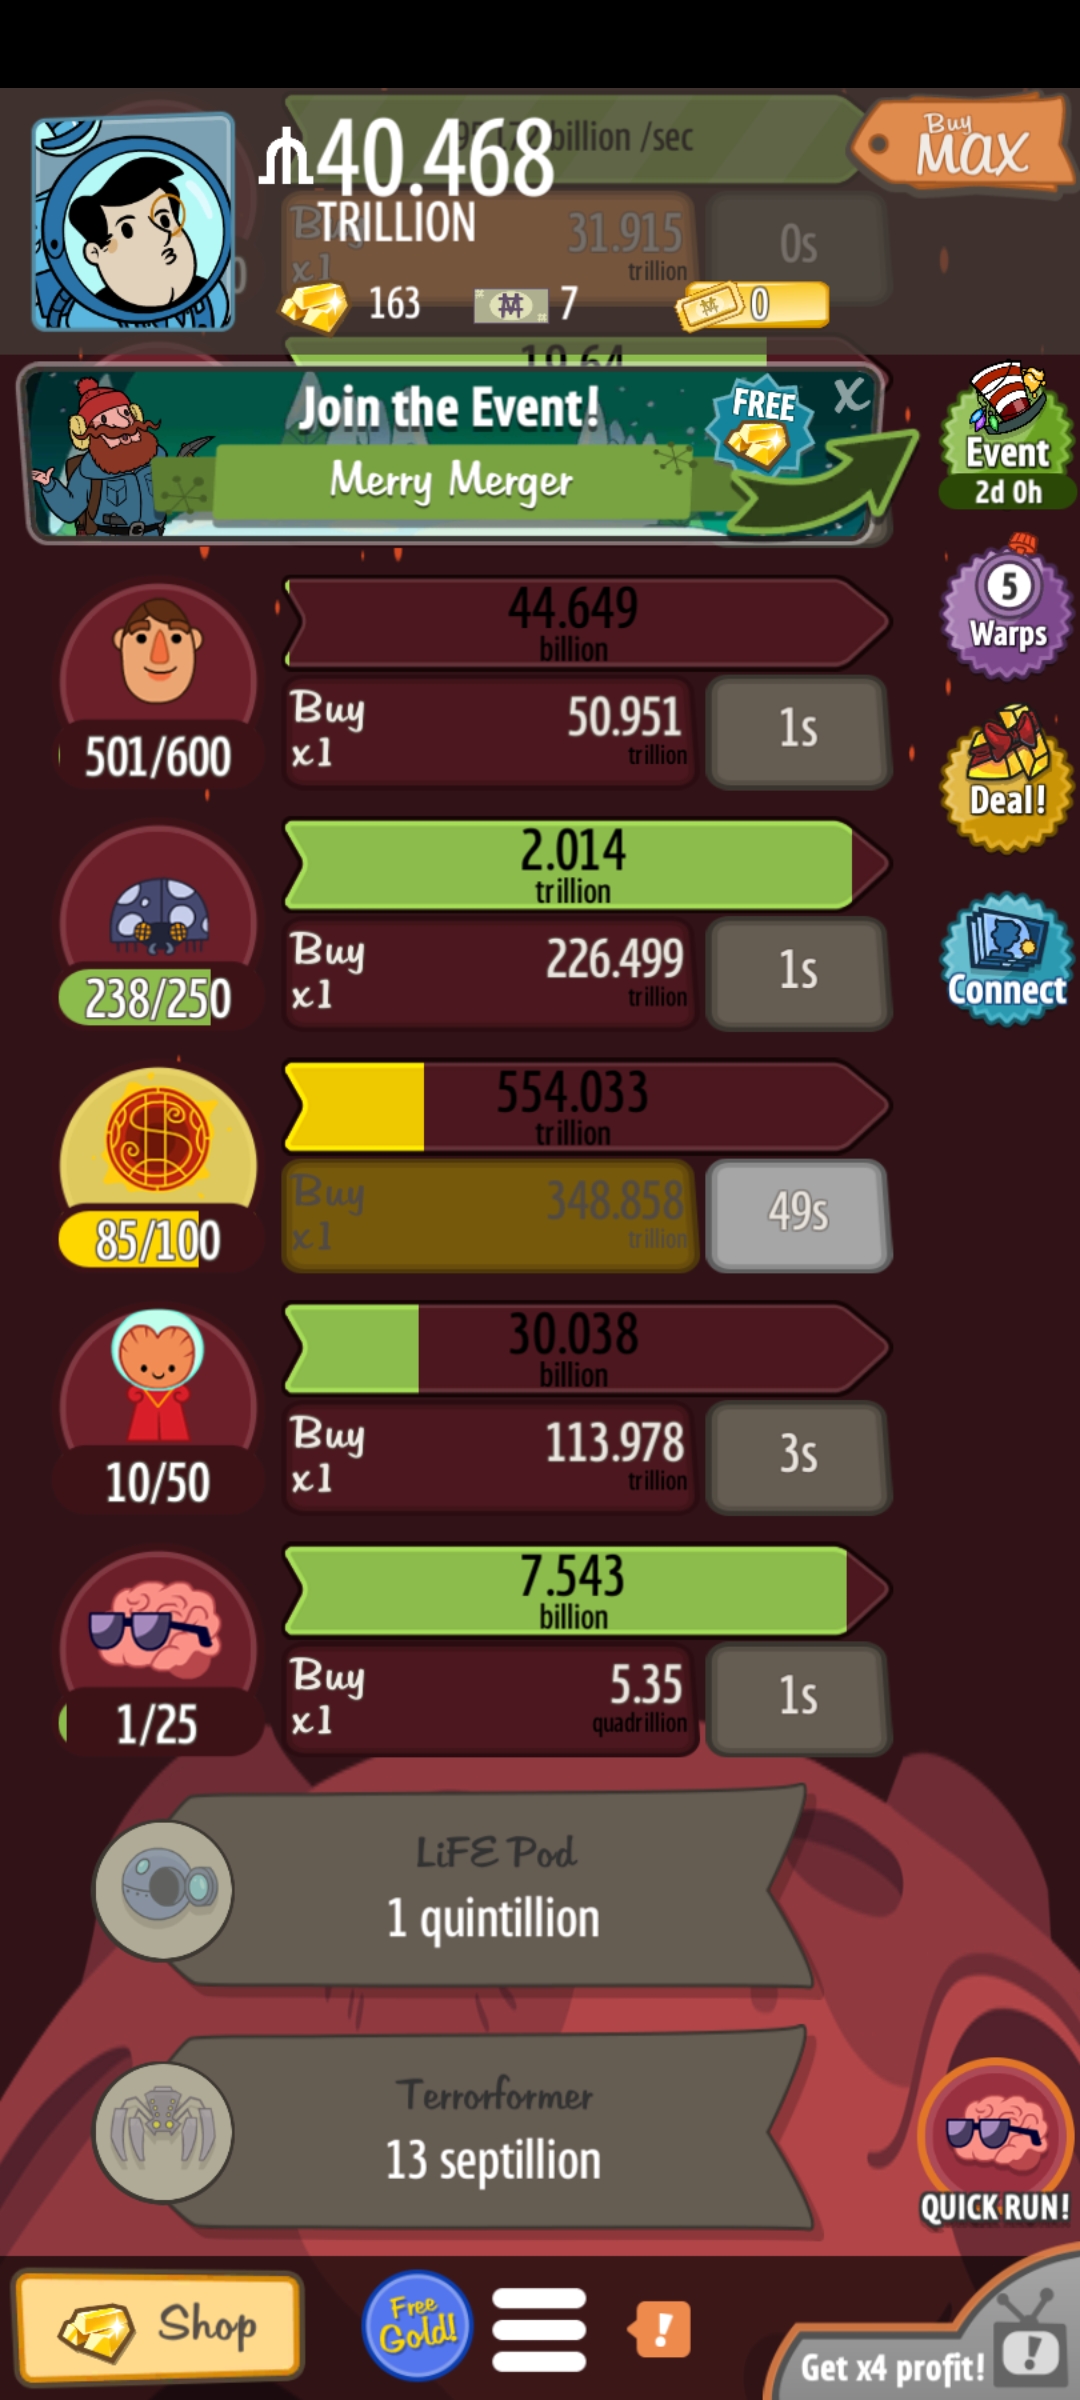 billion /sec
40.468
TRILLION
Buy
MAX
Buy
x1
31.915
trillion
0s
163
7
0
Join the Event!
FREE
X
Merry Merger
Event
2d 0h
44.649
billion
5
Warps
501/600
Buy
x1
50.951
trillion
1s
Deal!
2.014
trillion
238/250
Buy
x1
226.499
trillion
1s
Connect
554.033
trillion
85/100
Buy
x1
348.858
trillion
49s
30.038
billion
10/50
Buy
x1
113.978
trillion
3s
7.543
billion
1/25
Buy
x1
5.35
quadrillion
1s
LiFE Pod
1 quintillion
Terrorformer
13 septillion
QUICK RUN!
Shop
Free
Gold!
!
Get x4 profit!
!